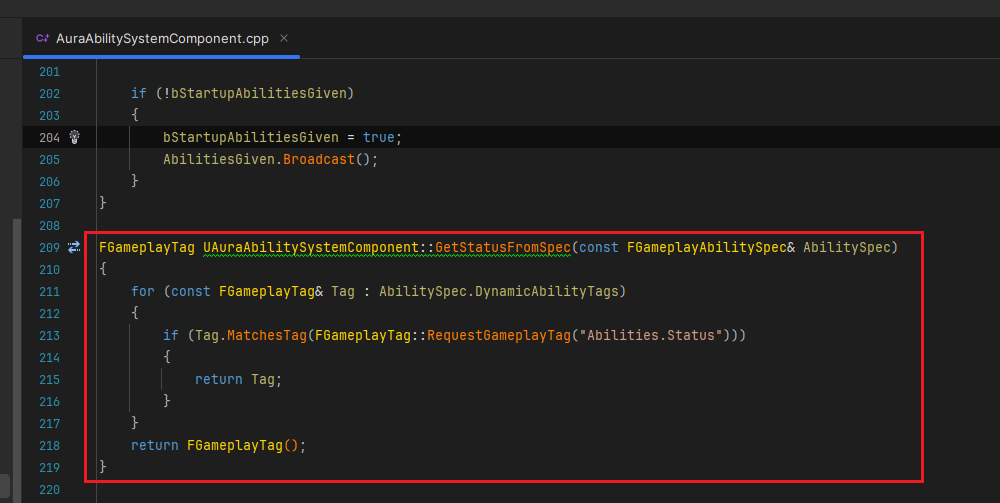 C++ AuraAbilitySystemComponent.cpp ×
201
202 if (!bStartupAbilitiesGiven)
203 {
204 bStartupAbilitiesGiven = true;
205 AbilitiesGiven.Broadcast();
206 }
207 }
208
209 FGameplayTag UAuraAbilitySystemComponent::GetStatusFromSpec(const FGameplayAbilitySpec& AbilitySpec)
210 {
211 for (const FGameplayTag& Tag : AbilitySpec.DynamicAbilityTags)
212 {
213 if (Tag.MatchesTag(FGameplayTag::RequestGameplayTag("Abilities.Status")))
214 {
215 return Tag;
216 }
217 }
218 return FGameplayTag();
219 }
220